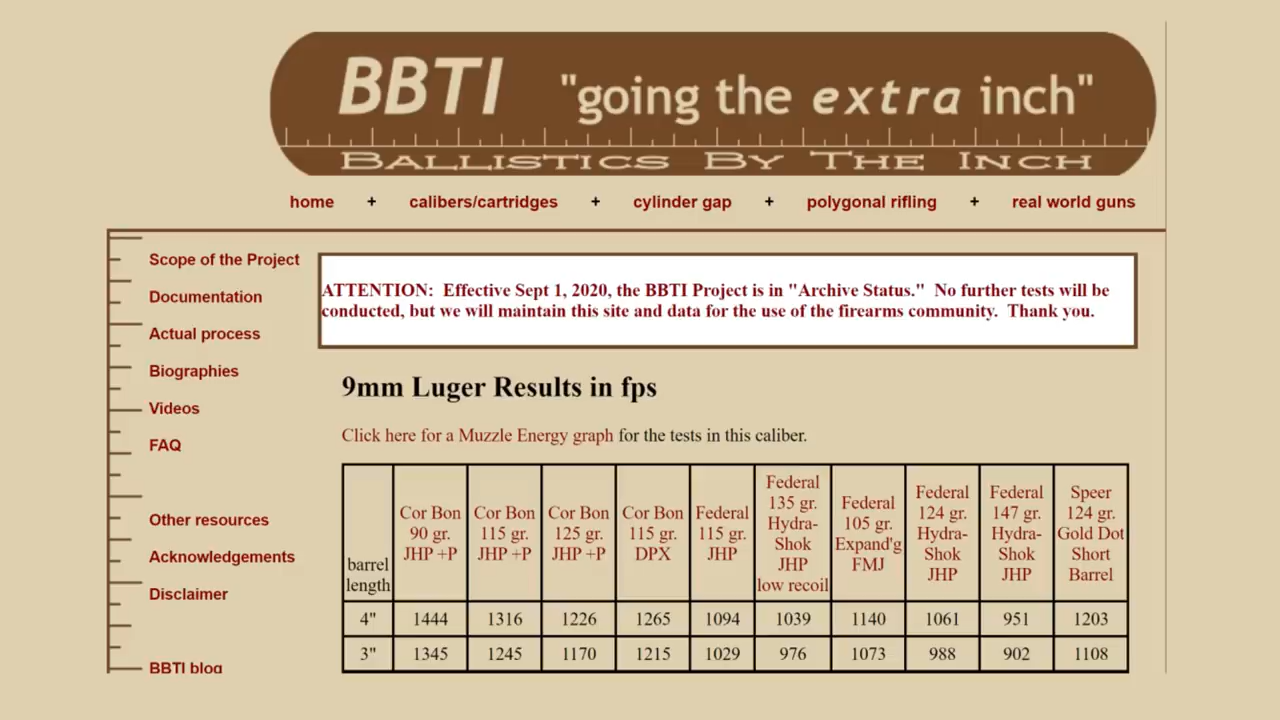 BBTI "going the extra inch"
BALLISTICS BY THE INCH
home + calibers/cartridges + cylinder gap + polygonal rifling + real world guns
Scope of the Project
Documentation
Actual process
Biographies
Videos
FAQ
Other resources
Acknowledgements
Disclaimer
BBTI blog
ATTENTION: Effective Sept 1, 2020, the BBTI Project is in "Archive Status." No further tests will be
conducted, but we will maintain this site and data for the use of the firearms community. Thank you.
9mm Luger Results in fps
Click here for a Muzzle Energy graph for the tests in this caliber.
barrel
length
Cor Bon
90 gr.
JHP +P
Cor Bon
115 gr.
JHP +P
Cor Bon
125 gr.
JHP +P
Cor Bon
115 gr.
DPX
Federal
115 gr.
JHP
Federal
135 gr.
Hydra-
Shok
JHP
low recoil
Federal
105 gr.
Expand'g
FMJ
Federal
124 gr.
Hydra-
Shok
JHP
Federal
147 gr.
Hydra-
Shok
JHP
Speer
124 gr.
Gold Dot
Short
Barrel
4" 1444 1316 1226 1265 1094 1039 1140 1061 951 1203
3" 1345 1245 1170 1215 1029 976 1073 988 902 1108